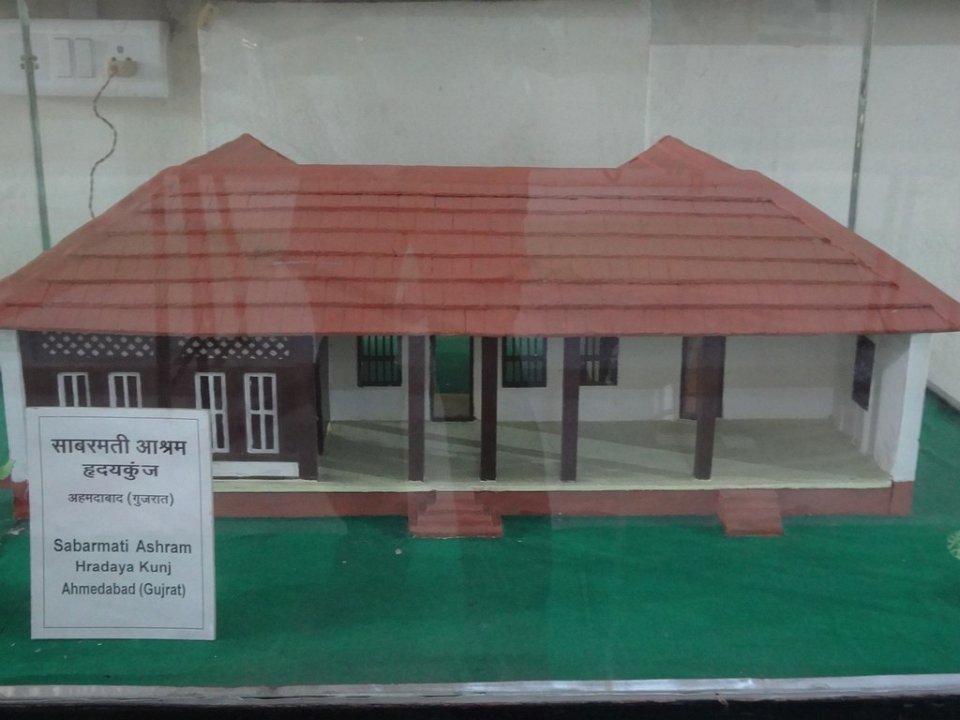 साबरमती आश्रम
हृदयकुंज
अहमदाबाद (गुजरात)
Sabarmati Ashram
Hradaya Kunj
Ahmedabad (Gujrat)